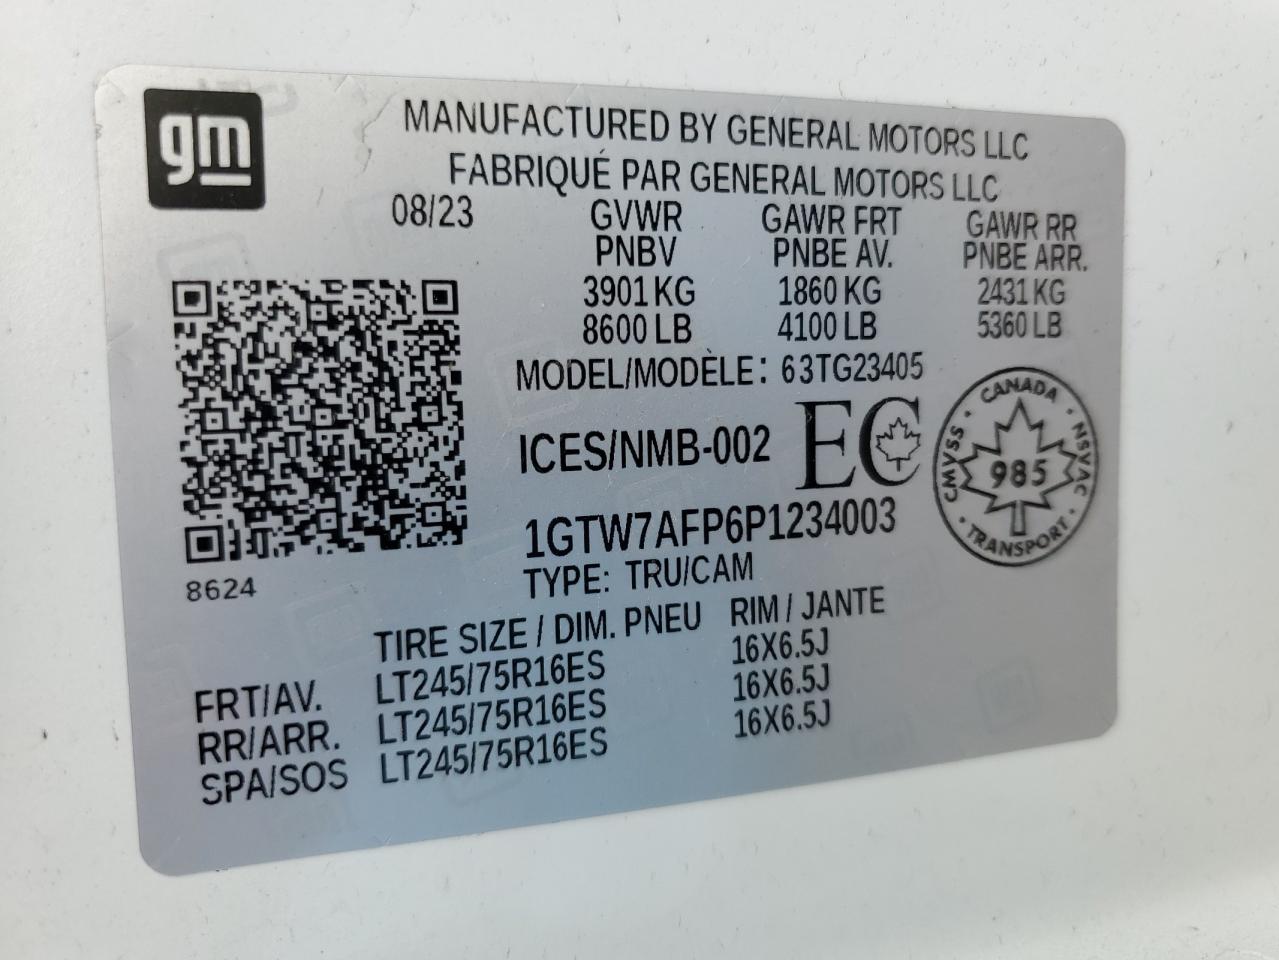 gm
MANUFACTURED BY GENERAL MOTORS LLC
FABRIQUÉ PAR GENERAL MOTORS LLC
08/23 GVWR GAWR FRT GAWR RR
PNBV PNBE AV. PNBE ARR.
3901 KG 1860 KG 2431 KG
8600 LB 4100 LB 5360 LB
MODEL/MODÈLE: 63TG23405
ICES/NMB-002 EC
CANADA CMVSS NSVAC 985 TRANSPORT
1GTW7AFP6P1234003
8624
TYPE: TRU/CAM
TIRE SIZE / DIM. PNEU RIM / JANTE
FRT/AV. LT245/75R16ES 16X6.5J
RR/ARR. LT245/75R16ES 16X6.5J
SPA/SOS LT245/75R16ES 16X6.5J